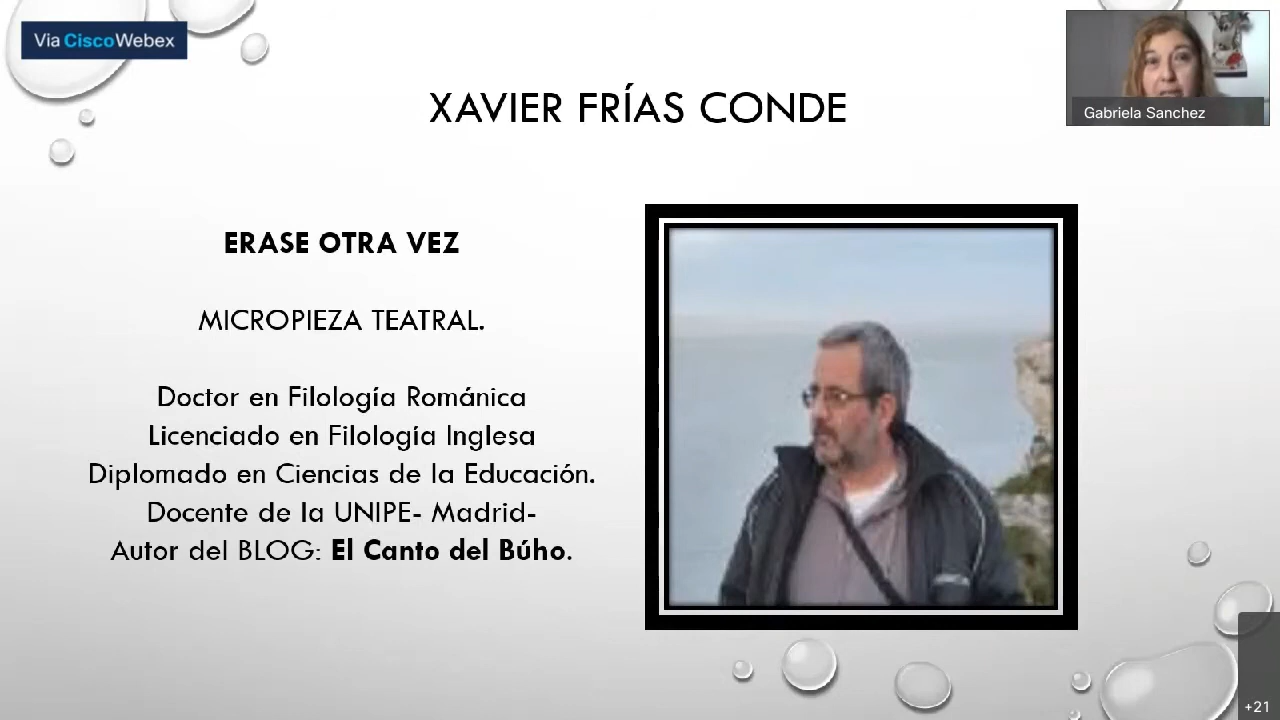 Via Cisco Webex
XAVIER FRÍAS CONDE
Gabriela Sanchez
ERASE OTRA VEZ
MICROPIEZA TEATRAL.
Doctor en Filología Románica
Licenciado en Filología Inglesa
Diplomado en Ciencias de la Educación.
Docente de la UNIPE- Madrid-
Autor del BLOG: El Canto del Búho.
+21